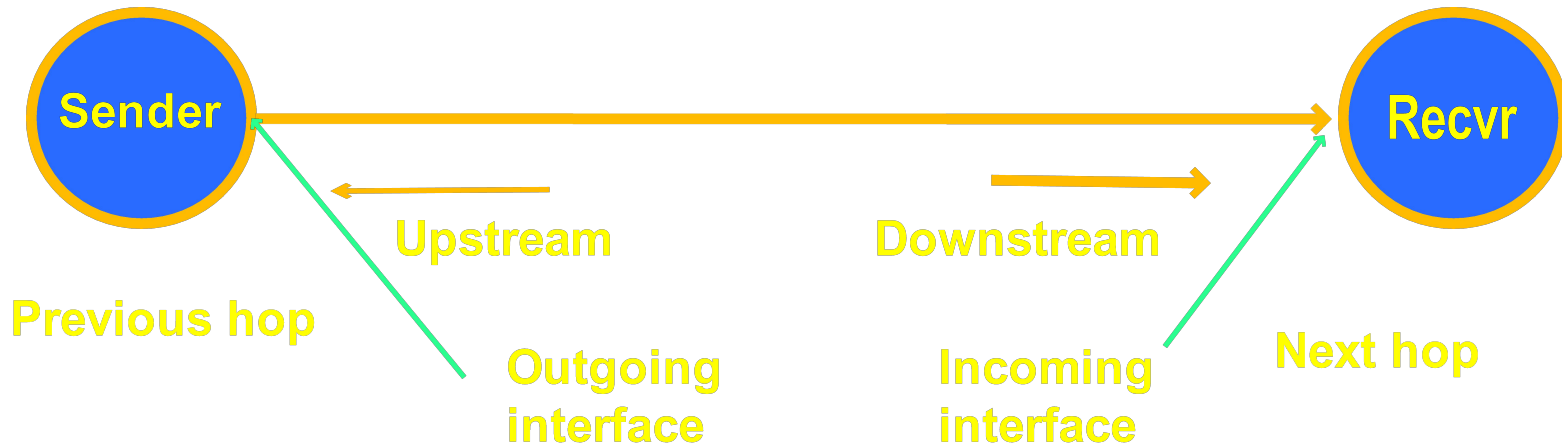 Sender
Recvr
Upstream
Downstream
Previous hop
Next hop
Outgoing
interface
Incoming
interface